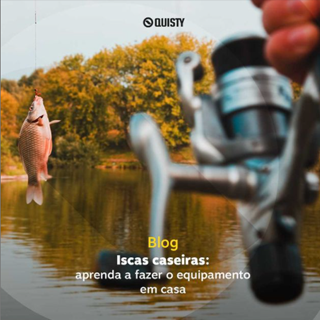 QUISTY
Blog
Iscas caseiras:
aprenda a fazer o equipamento
em casa